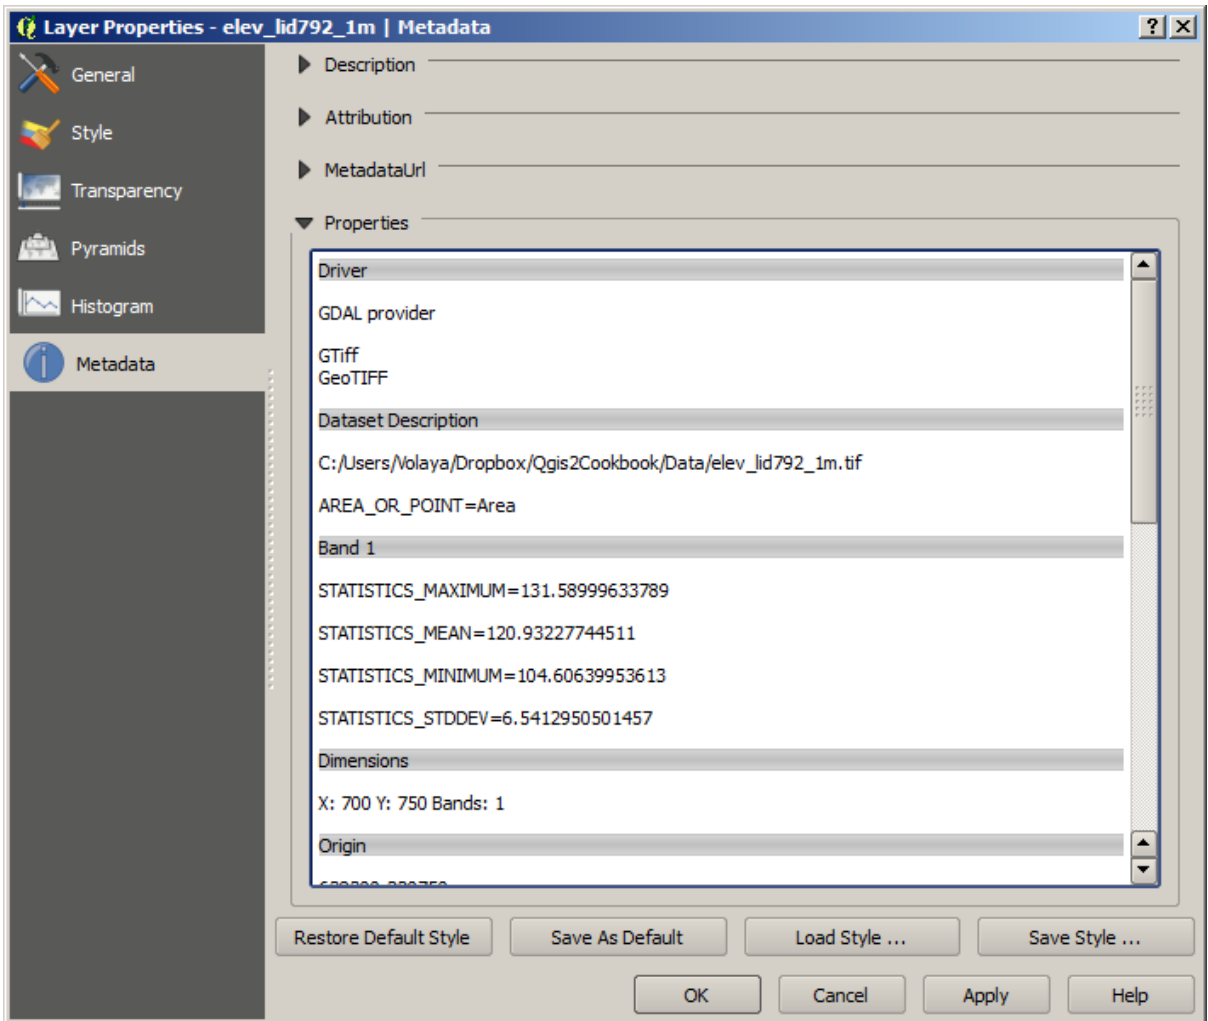 Layer Properties - elev_lid792_1m | Metadata
General
Style
Transparency
Pyramids
Histogram
Metadata
Description
Attribution
MetadataUrl
Properties
Driver
GDAL provider
GTiff
GeoTIFF
Dataset Description
C:/Users/Volaya/Dropbox/Qgis2Cookbook/Data/elev_lid792_1m.tif
AREA_OR_POINT=Area
Band 1
STATISTICS_MAXIMUM=131.58999633789
STATISTICS_MEAN=120.93227744511
STATISTICS_MINIMUM=104.60639953613
STATISTICS_STDDEV=6.5412950501457
Dimensions
X: 700 Y: 750 Bands: 1
Origin
Restore Default Style
Save As Default
Load Style ...
Save Style ...
OK
Cancel
Apply
Help